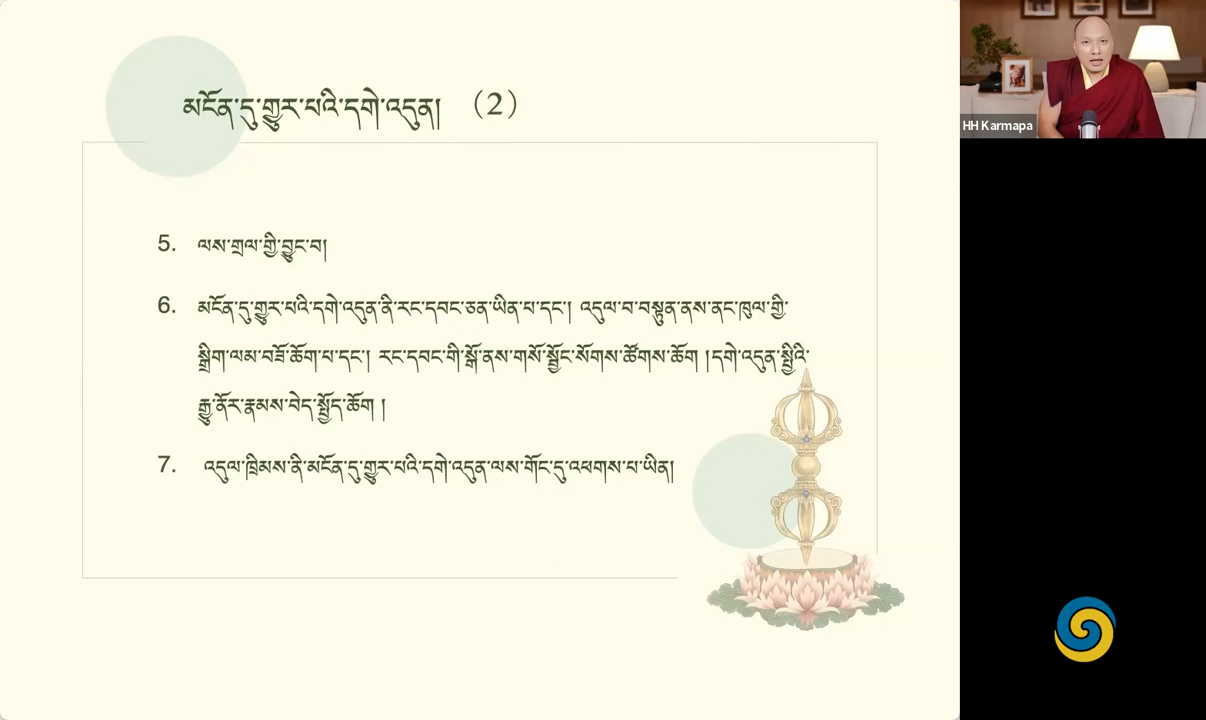 མངོན་དུ་གྱུར་པའི་དགེ་འདུན། (2)
5. ལས་གྲལ་གྱི་བྱུང་བ།
6. མངོན་དུ་གྱུར་པའི་དགེ་འདུན་ནི་རང་དབང་ཅན་ཡིན་པ་དང་། འདུལ་བ་བསྟུན་ནས་ནང་ཁུལ་གྱི་
སྒྲིག་ལམ་བཟོ་ཆོག་པ་དང་། རང་དབང་གི་སྒོ་ནས་གསོ་སྦྱོང་སོགས་ཚོགས་ཆོག །དགེ་འདུན་སྤྱིའི་
རྒྱུ་ནོར་རྣམས་བེད་སྤྱོད་ཆོག །
7. འདུལ་ཁྲིམས་ནི་མངོན་དུ་གྱུར་པའི་དགེ་འདུན་ལས་གོང་དུ་འཕགས་པ་ཡིན།
HH Karmapa